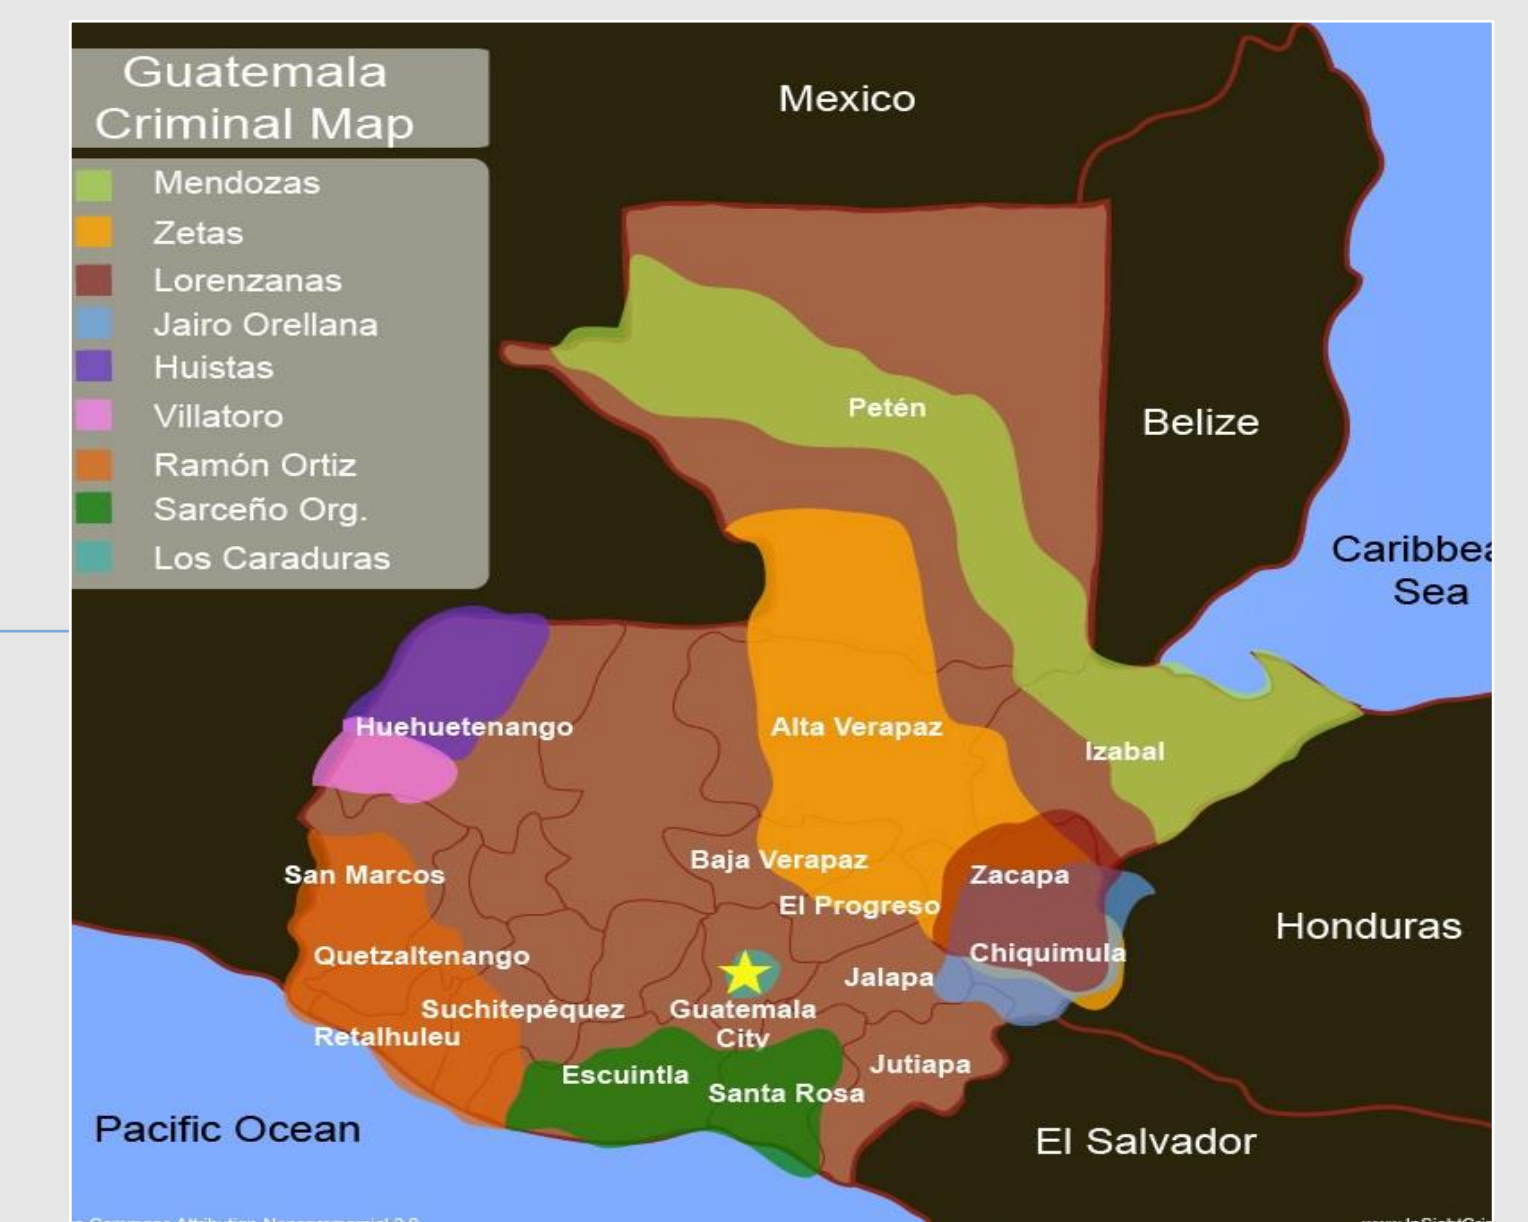 Guatemala
Criminal Map
Mendozas
Zetas
Lorenzanas
Jairo Orellana
Huistas
Villatoro
Ramón Ortiz
Sarceño Org.
Los Caraduras
Mexico
Petén
Belize
Caribbea
Sea
Huehuetenango
Alta Verapaz
Izabal
Baja Verapaz
San Marcos
Zacapa
El Progreso
Honduras
Quetzaltenango
Chiquimula
Jalapa
Suchitepéquez
Guatemala
City
Retalhuleu
Jutiapa
Escuintla
Santa Rosa
Pacific Ocean
El Salvador